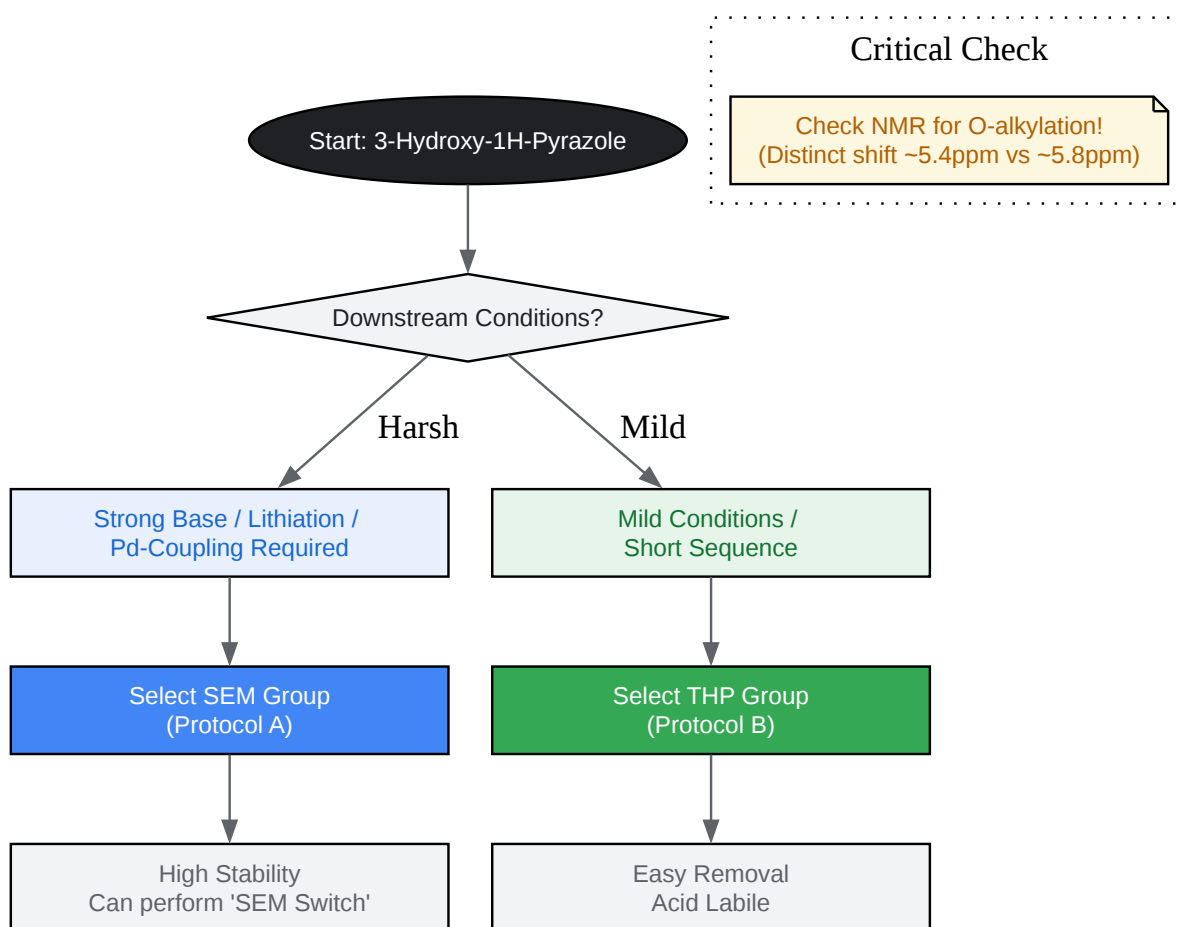 Critical Check
Check NMR for O-alkylation!
(Distinct shift ~5.4ppm vs ~5.8ppm)
Start: 3-Hydroxy-1H-Pyrazole
Downstream Conditions?
Harsh
Mild
Strong Base / Lithiation /
Pd-Coupling Required
Mild Conditions /
Short Sequence
Select SEM Group
(Protocol A)
Select THP Group
(Protocol B)
High Stability
Can perform 'SEM Switch'
Easy Removal
Acid Labile